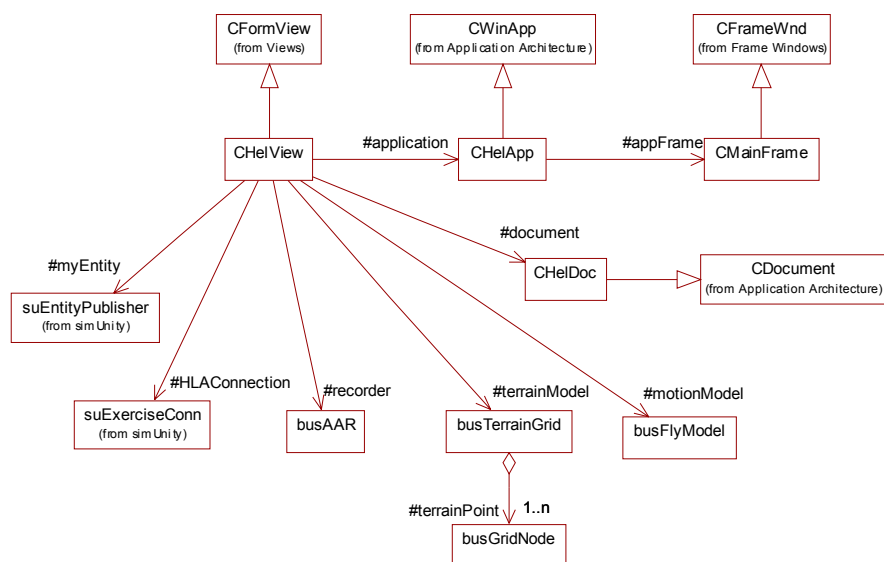 CFormView
(from Views)
CWinApp
(from Application Architecture)
CFrameWnd
(from Frame Windows)
#application
#appFrame
CHelView
CHelApp
CMainFrame
#document
#myEntity
CHelDoc
CDocument
(from Application Architecture)
suEntityPublisher
(from simUnity)
#HLAConnection
#recorder
#terrainModel
#motionModel
suExerciseConn
(from simUnity)
busAAR
busTerrainGrid
busFlyModel
#terrainPoint
1..n
busGridNode